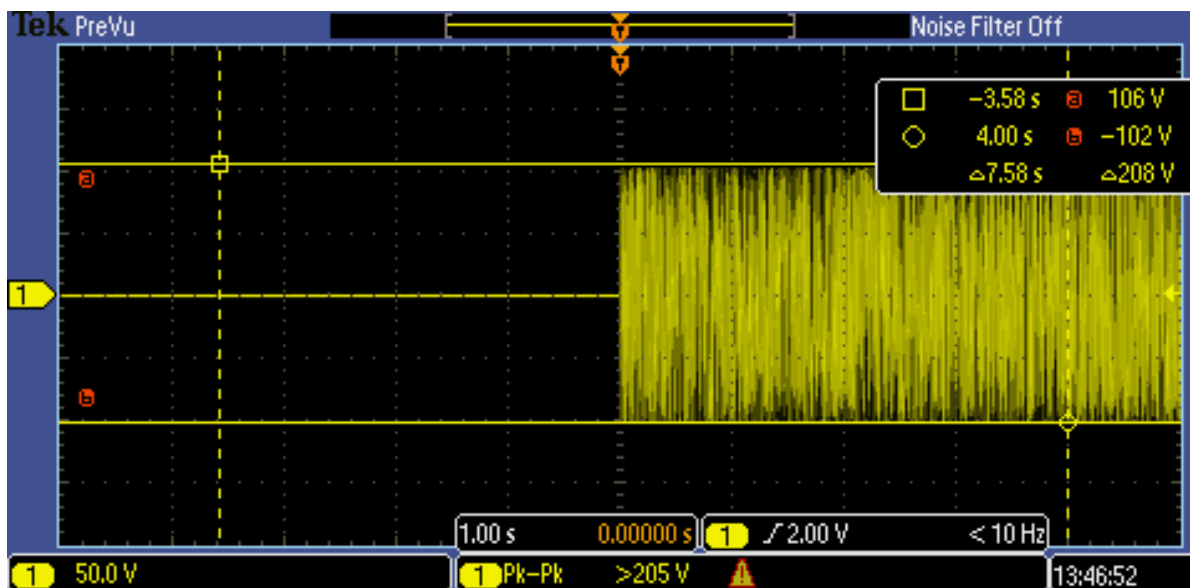 Tek PreVu Noise Filter Off
T
T
-3.58 s a 106 V
4.00 s b -102 V
△7.58 s △208 V
a
1
b
1.00 s 0.00000 s 1 2.00 V < 10 Hz
1 50.0 V 1 Pk-Pk >205 V 13:46:52